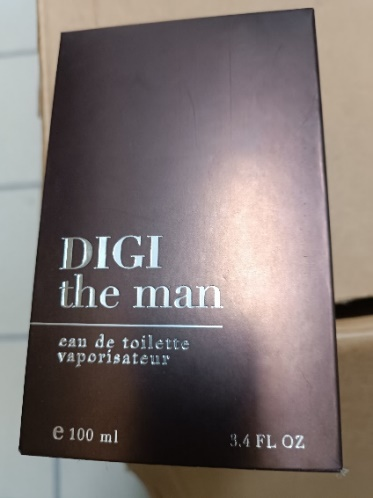 DIGI
the man
eau de toilette
vaporisateur
e 100 ml 3.4 FL OZ